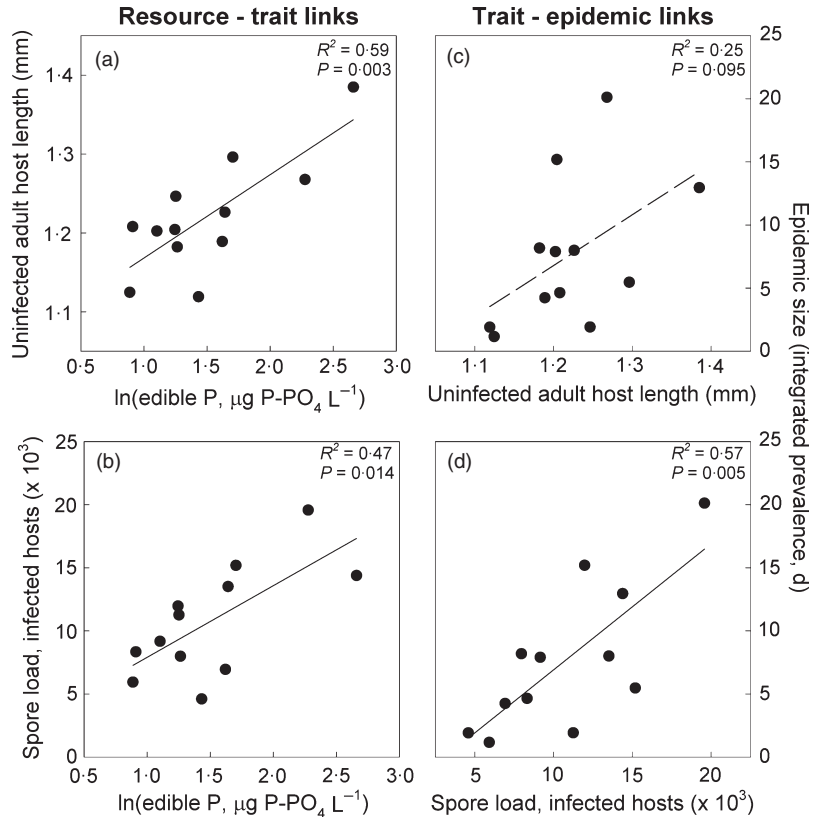 Resource - trait links
Trait - epidemic links
(a)
R² = 0·59
P = 0·003
Uninfected adult host length (mm)
1·4
1·3
1·2
1·1
0·5 1·0 1·5 2·0 2·5 3·0
ln(edible P, μg P-PO₄ L⁻¹)
(c)
R² = 0·25
P = 0·095
25
20
15
10
5
0
1·1 1·2 1·3 1·4
Uninfected adult host length (mm)
Epidemic size (integrated prevalence, d)
(b)
R² = 0·47
P = 0·014
Spore load, infected hosts (x 10³)
25
20
15
10
5
0
0·5 1·0 1·5 2·0 2·5 3·0
ln(edible P, μg P-PO₄ L⁻¹)
(d)
R² = 0·57
P = 0·005
25
20
15
10
5
0
5 10 15 20
Spore load, infected hosts (x 10³)